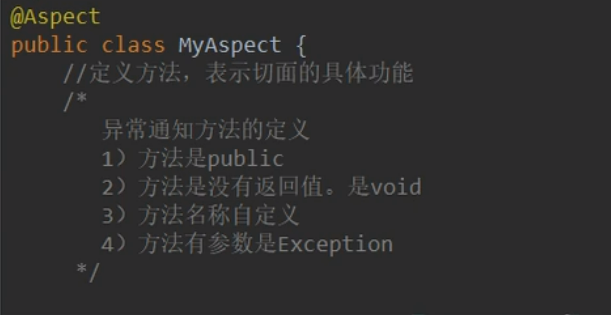 @Aspect
public class MyAspect {
//定义方法，表示切面的具体功能
/*
异常通知方法的定义
1）方法是public
2）方法是没有返回值。是void
3）方法名称自定义
4）方法有参数是Exception
*/